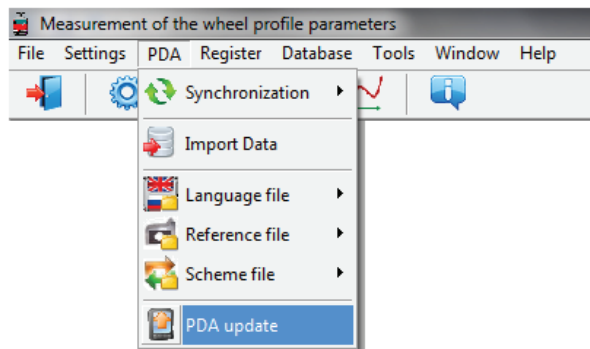 Measurement of the wheel profile parameters
File Settings PDA Register Database Tools Window Help
Synchronization
Import Data
Language file
Reference file
Scheme file
PDA update